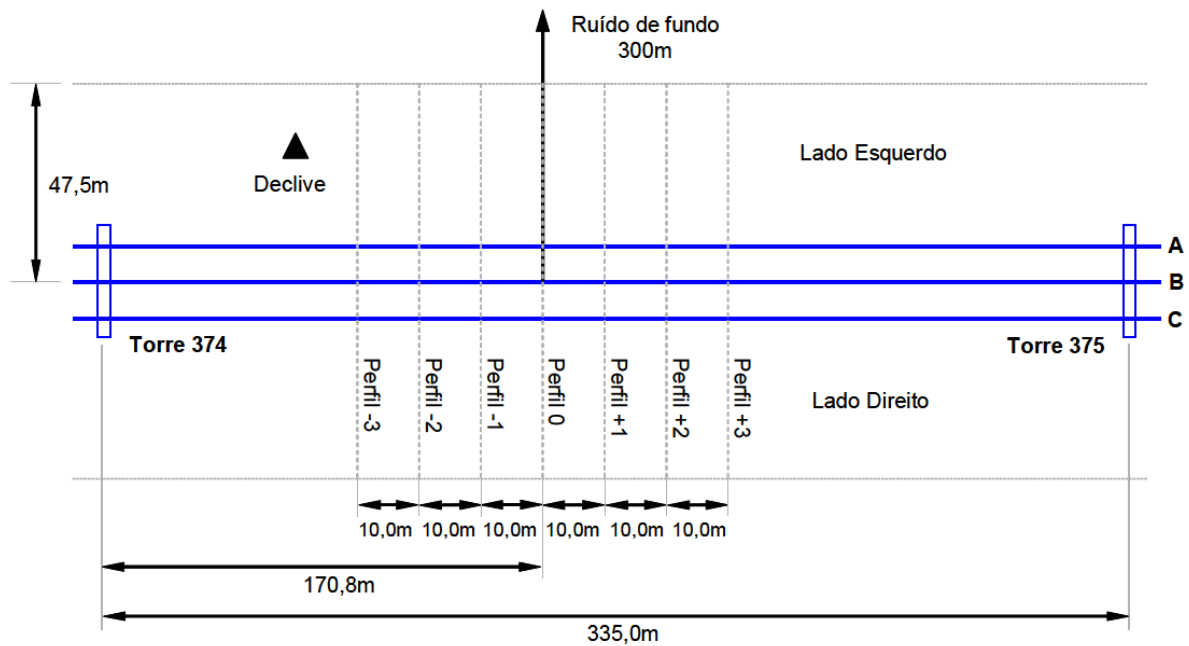 Ruído de fundo
300m
Lado Esquerdo
Declive
47,5m
A
B
C
Torre 374
Torre 375
Perfil -3
Perfil -2
Perfil -1
Perfil 0
Perfil +1
Perfil +2
Perfil +3
Lado Direito
10,0m
10,0m
10,0m
10,0m
10,0m
10,0m
170,8m
335,0m